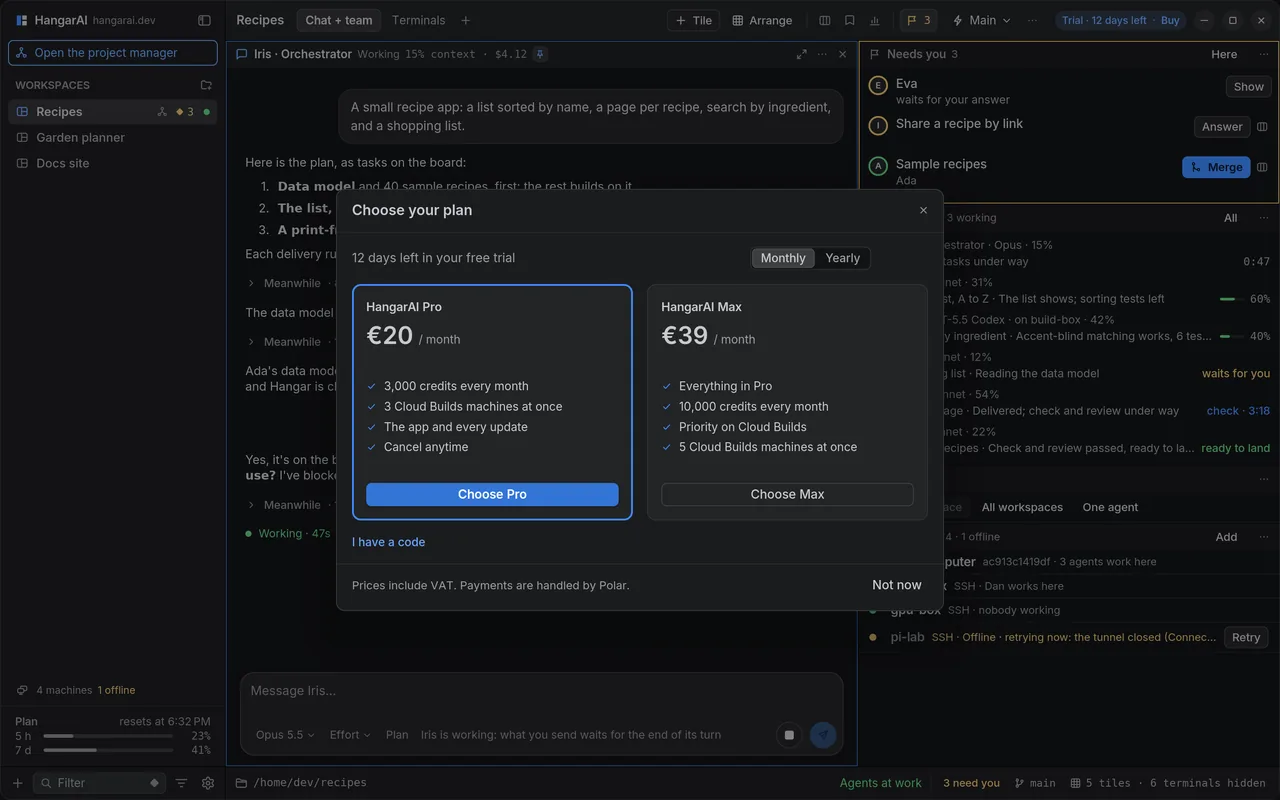 HangarAI hangarai.dev
Recipes Chat + team Terminals +
Tile Arrange 3 Main Trial · 12 days left · Buy
Open the project manager
WORKSPACES
Recipes 3
Garden planner
Docs site
4 machines 1 offline
Plan resets at 6:32 PM
5 h 23%
7 d 41%
Filter
Iris · Orchestrator Working 15% context · $4.12
A small recipe app: a list sorted by name, a page per recipe, search by ingredient,
and a shopping list.
Here is the plan, as tasks on the board:
1. Data model and 40 sample recipes, first: the rest builds on it
2. The list,
3. A print-f
Each delivery ru
Meanwhile
The data model
Meanwhile
Ada's data mode
and Hangar is c
Yes, it's on the b
use? I've blocke
Meanwhile
Working · 47s
Message Iris...
Opus 5.5 Effort Plan Iris is working: what you send waits for the end of its turn
Choose your plan
12 days left in your free trial
Monthly Yearly
HangarAI Pro
€20 / month
3,000 credits every month
3 Cloud Builds machines at once
The app and every update
Cancel anytime
Choose Pro
HangarAI Max
€39 / month
Everything in Pro
10,000 credits every month
Priority on Cloud Builds
5 Cloud Builds machines at once
Choose Max
I have a code
Prices include VAT. Payments are handled by Polar.
Not now
Needs you 3 Here
E Eva
waits for your answer
Show
I Share a recipe by link
Answer
A Sample recipes
Ada
Merge
3 working All
estrator · Opus · 15%
tasks under way 0:47
net · 31%
st, A to Z · The list shows; sorting tests left 60%
T-5.5 Codex · on build-box · 42%
y ingredient · Accent-blind matching works, 6 tes... 40%
net · 12%
g list · Reading the data model waits for you
nnet · 54%
age · Delivered; check and review under way check · 3:18
net · 22%
ecipes · Check and review passed, ready to la... ready to land
ace All workspaces One agent
4 · 1 offline Add
puter ac913c1419df · 3 agents work here
x SSH · Dan works here
gpu-box SSH · nobody working
pi-lab SSH · Offline · retrying now: the tunnel closed (Connec... Retry
/home/dev/recipes
Agents at work 3 need you main 5 tiles · 6 terminals hidden